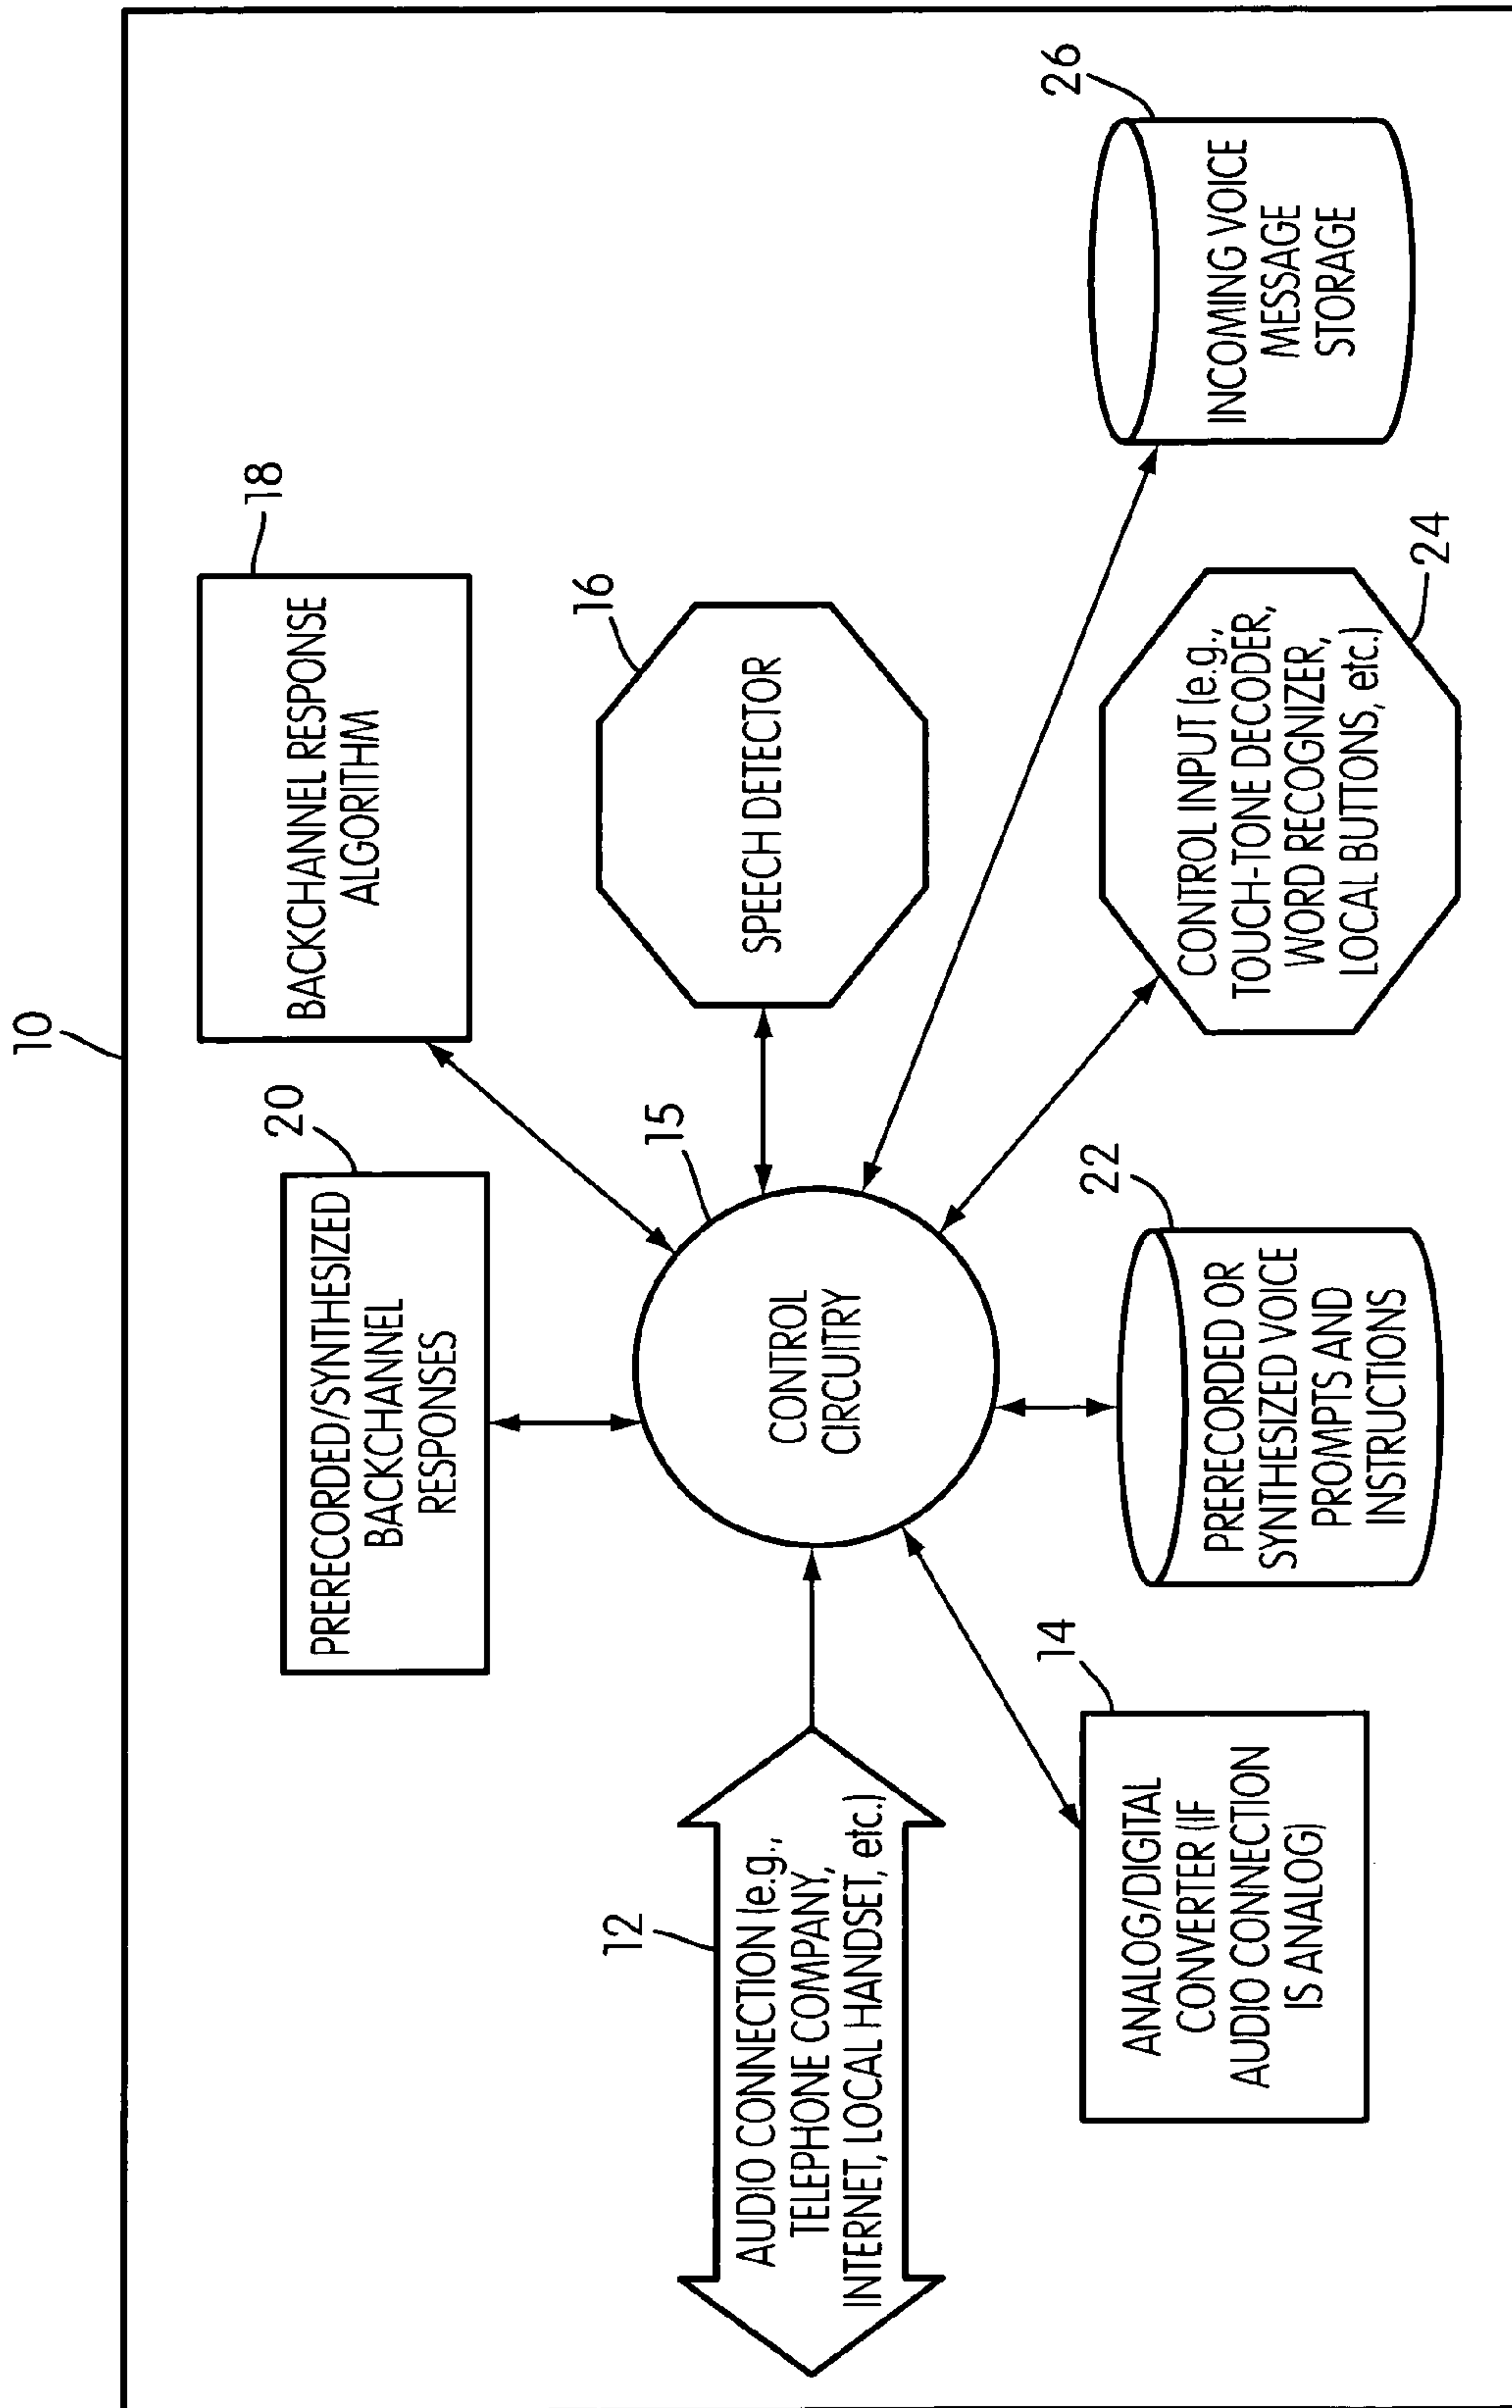 10
18
BACKCHANNEL RESPONSE
ALGORITHM
20
PRERECORDED/SYNTHESIZED
BACKCHANNEL
RESPONSES
16
SPEECH DETECTOR
15
CONTROL
CIRCUITRY
12
AUDIO CONNECTION (e.g.,
TELEPHONE COMPANY,
INTERNET, LOCAL HANDSET, etc.)
14
ANALOG/DIGITAL
CONVERTER (IF
AUDIO CONNECTION
IS ANALOG)
22
PRERECORDED OR
SYNTHESIZED VOICE
PROMPTS AND
INSTRUCTIONS
24
CONTROL INPUT (e.g.,
TOUCH-TONE DECODER,
WORD RECOGNIZER,
LOCAL BUTTONS, etc.)
26
INCOMING VOICE
MESSAGE
STORAGE